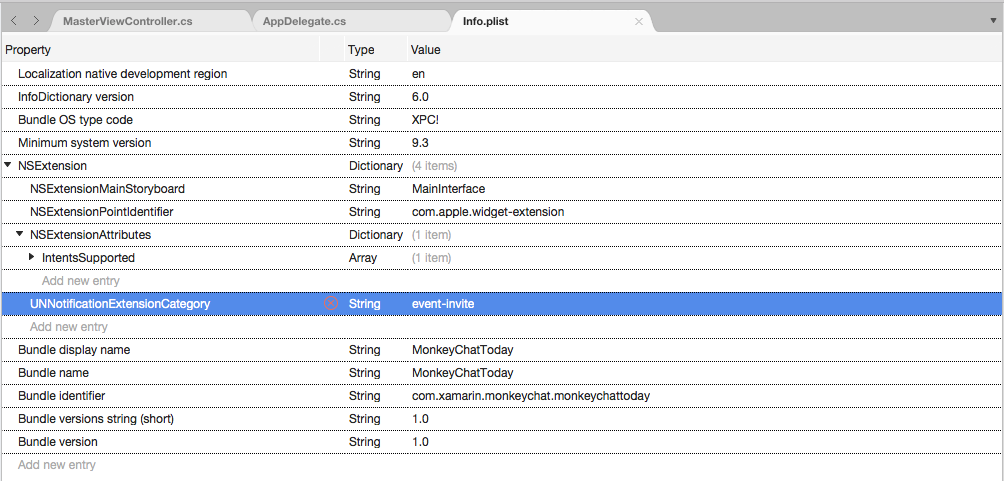 MasterViewController.cs AppDelegate.cs Info.plist
Property Type Value
Localization native development region String en
InfoDictionary version String 6.0
Bundle OS type code String XPC!
Minimum system version String 9.3
NSExtension Dictionary (4 items)
NSExtensionMainStoryboard String MainInterface
NSExtensionPointIdentifier String com.apple.widget-extension
NSExtensionAttributes Dictionary (1 item)
IntentsSupported Array (1 item)
Add new entry
UNNotificationExtensionCategory String event-invite
Add new entry
Bundle display name String MonkeyChatToday
Bundle name String MonkeyChatToday
Bundle identifier String com.xamarin.monkeychat.monkeychattoday
Bundle versions string (short) String 1.0
Bundle version String 1.0
Add new entry